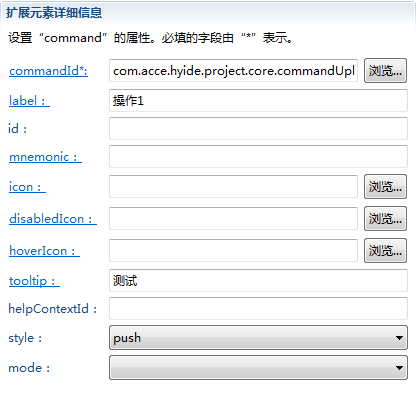 扩展元素详细信息
设置“command”的属性。必填的字段由“*”表示。
commandId*: com.acce.hyide.project.core.commandUpl 浏览...
label： 操作1
id：
mnemonic：
icon： 浏览...
disabledIcon： 浏览...
hoverIcon： 浏览...
tooltip： 测试
helpContextId：
style： push
mode：